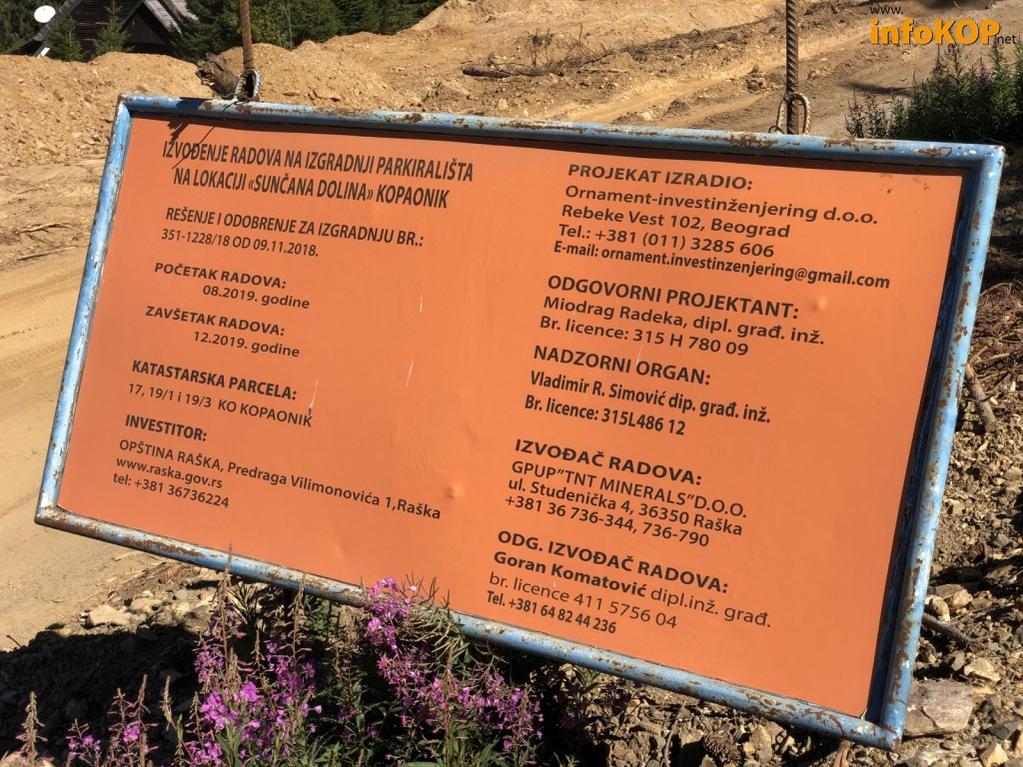 www.
infoKOP.net
IZVOĐENJE RADOVA NA IZGRADNJI PARKIRALIŠTA
NA LOKACIJI «SUNČANA DOLINA» KOPAONIK
REŠENJE I ODOBRENJE ZA IZGRADNJU BR.:
351-1228/18 OD 09.11.2018.
POČETAK RADOVA:
08.2019. godine
ZAVŠETAK RADOVA:
12.2019. godine
KATASTARSKA PARCELA:
17, 19/1 i 19/3 KO KOPAONIK
INVESTITOR:
OPŠTINA RAŠKA, Predraga Vilimonovića 1,Raška
www.raska.gov.rs
tel: +381 36736224
PROJEKAT IZRADIO:
Ornament-investinženjering d.o.o.
Rebeke Vest 102, Beograd
Tel.: +381 (011) 3285 606
E-mail: ornament.investinzenjering@gmail.com
ODGOVORNI PROJEKTANT:
Miodrag Radeka, dipl. građ. inž.
Br. licence: 315 H 780 09
NADZORNI ORGAN:
Vladimir R. Simović dip. građ. inž.
Br. licence: 315L486 12
IZVOĐAČ RADOVA:
GPUP"TNT MINERALS"D.O.O.
ul. Studenička 4, 36350 Raška
+381 36 736-344, 736-790
ODG. IZVOĐAČ RADOVA:
Goran Komatović dipl.inž. građ.
br. licence 411 5756 04
Tel. +381 64 82 44 236